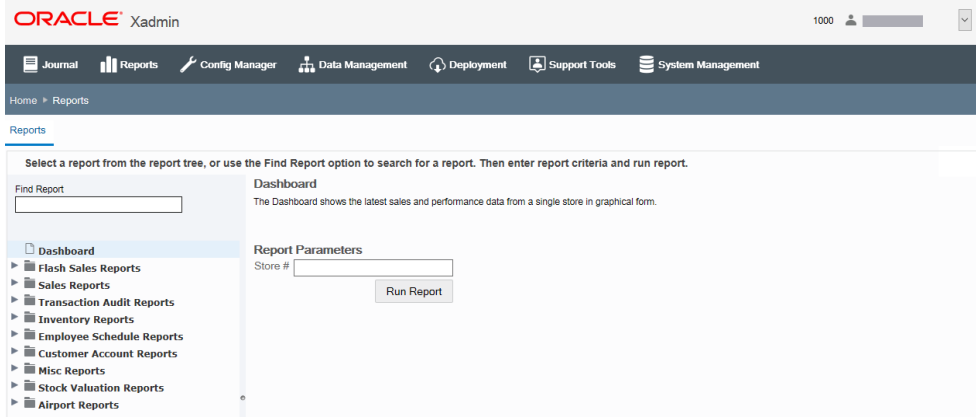 ORACLE® Xadmin
1000
Journal Reports Config Manager Data Management Deployment Support Tools System Management
Home Reports
Reports
Select a report from the report tree, or use the Find Report option to search for a report. Then enter report criteria and run report.
Find Report
Dashboard
Flash Sales Reports
Sales Reports
Transaction Audit Reports
Inventory Reports
Employee Schedule Reports
Customer Account Reports
Misc Reports
Stock Valuation Reports
Airport Reports
Dashboard
The Dashboard shows the latest sales and performance data from a single store in graphical form.
Report Parameters
Store #
Run Report